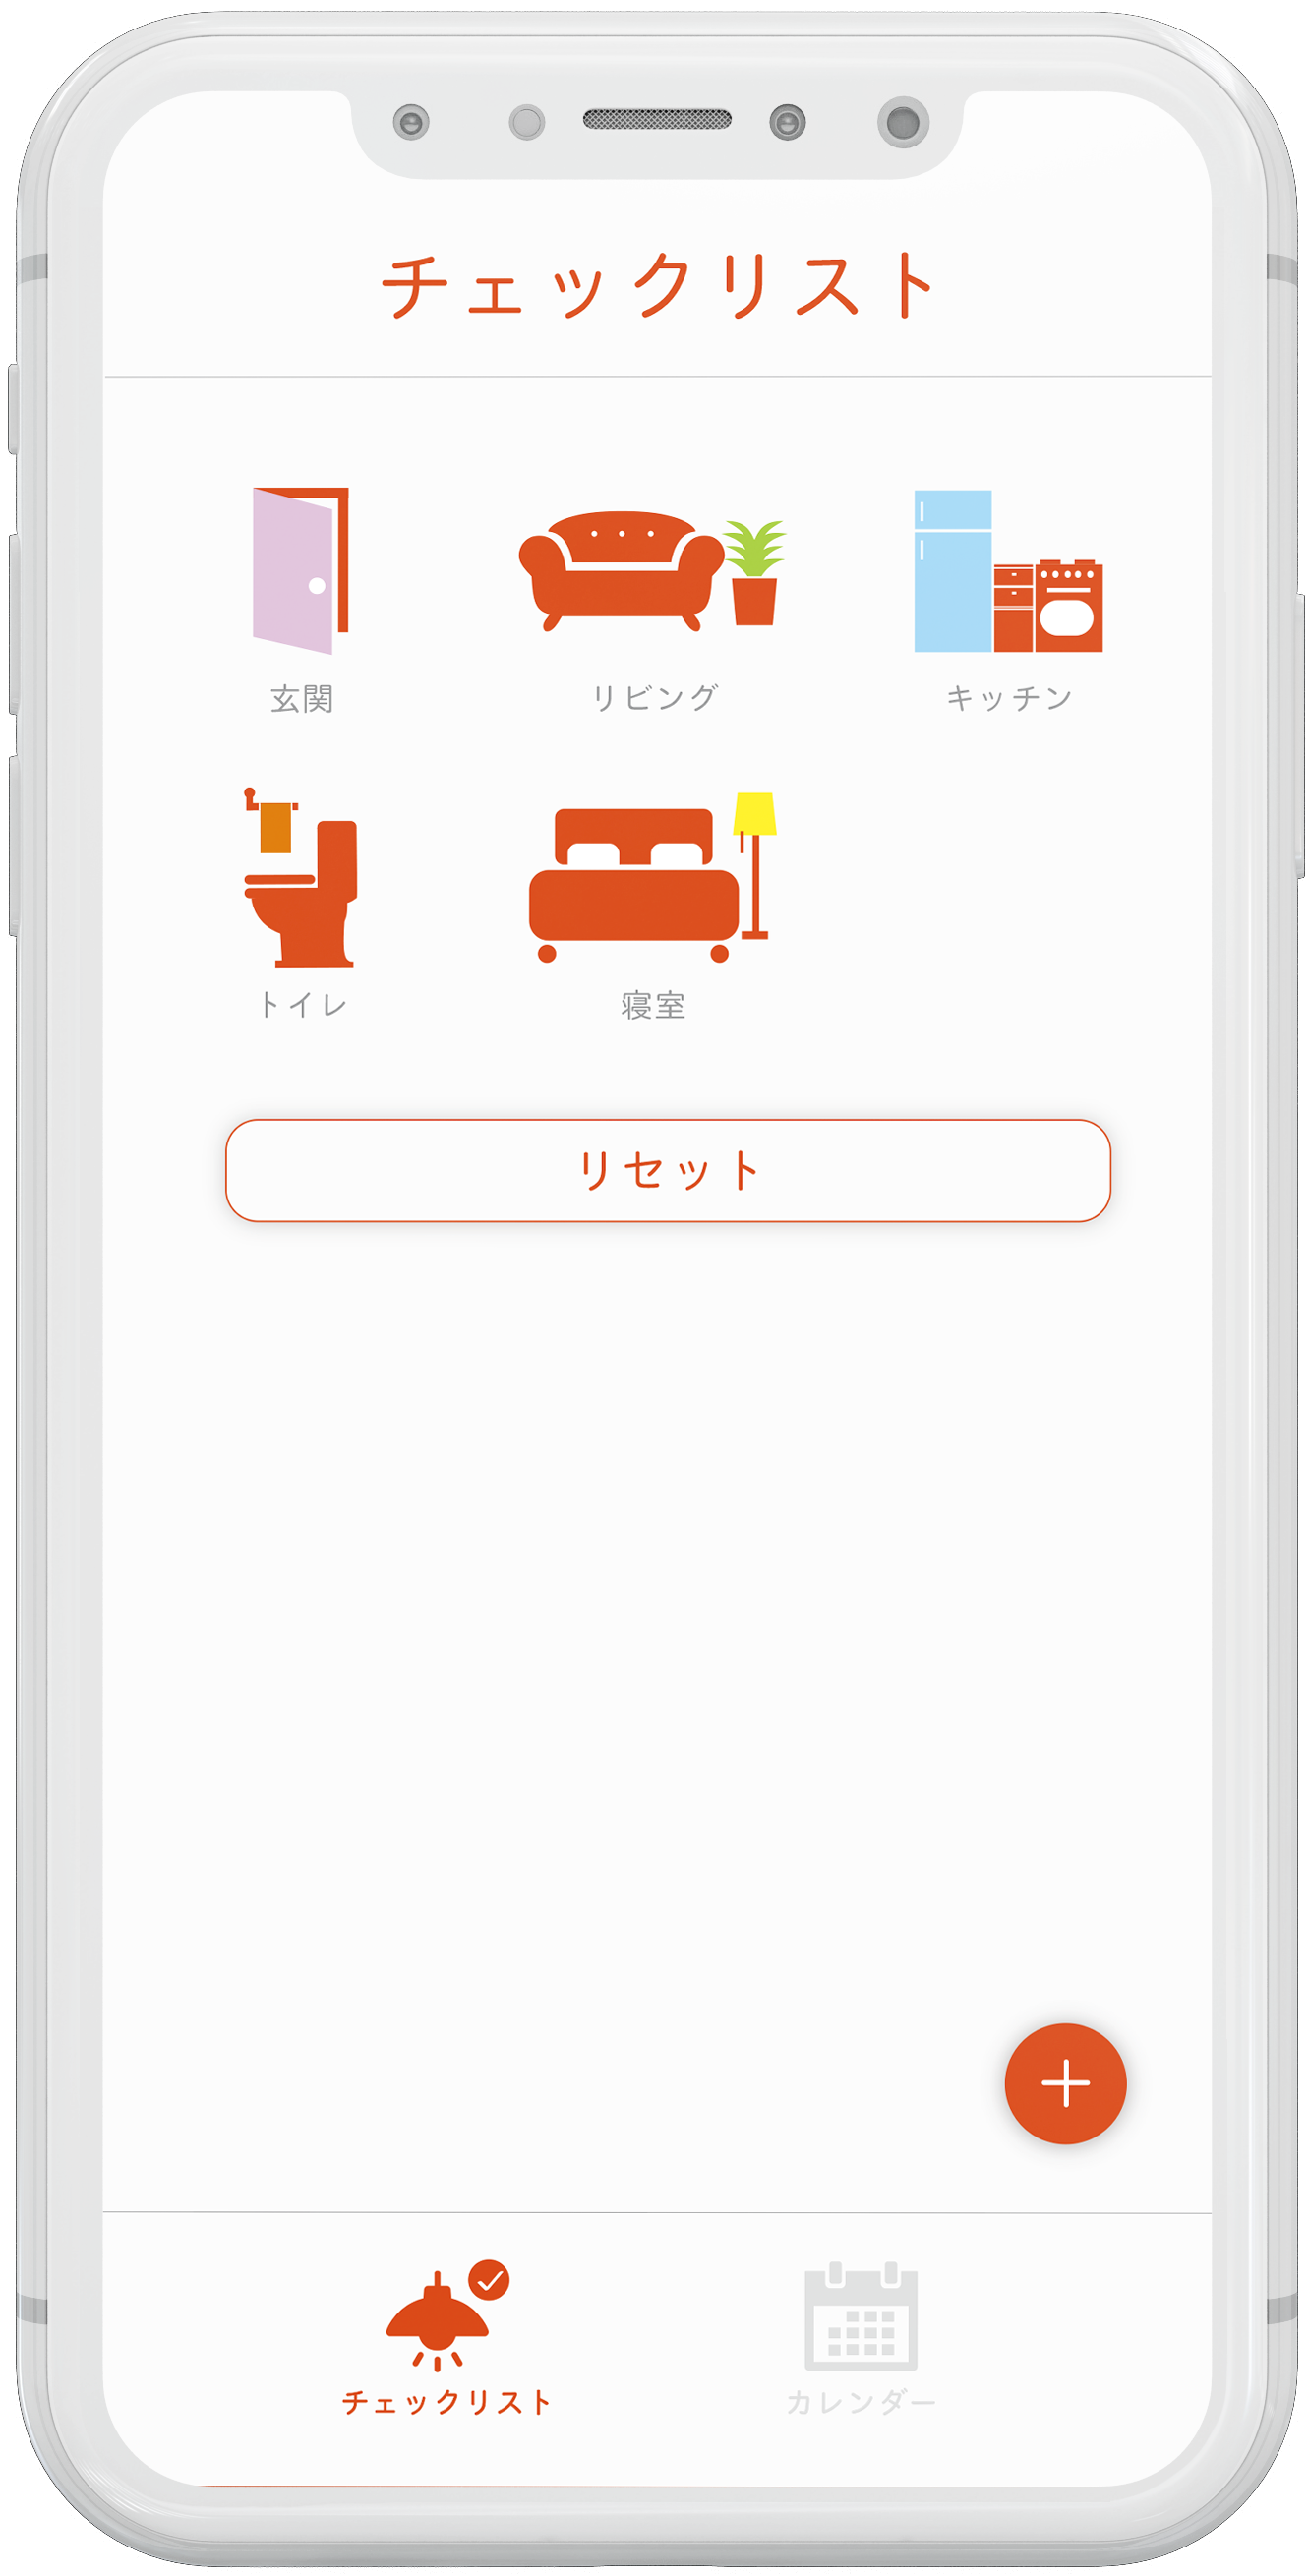 チェックリスト
玄関
リビング
キッチン
トイレ
寝室
リセット
チェックリスト
カレンダー